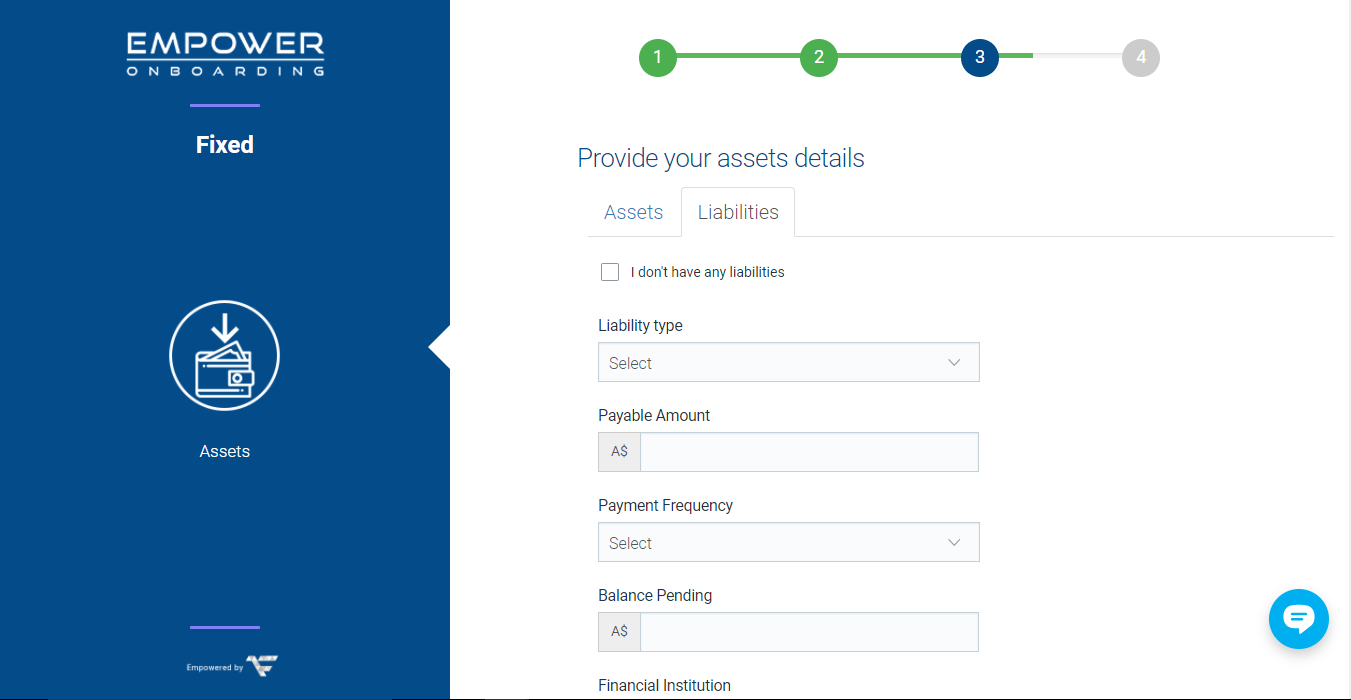 EMPOWER
ONBOARDING
Fixed
Assets
Empowered by
1 2 3 4
Provide your assets details
Assets Liabilities
I don't have any liabilities
Liability type
Select
Payable Amount
A$
Payment Frequency
Select
Balance Pending
A$
Financial Institution